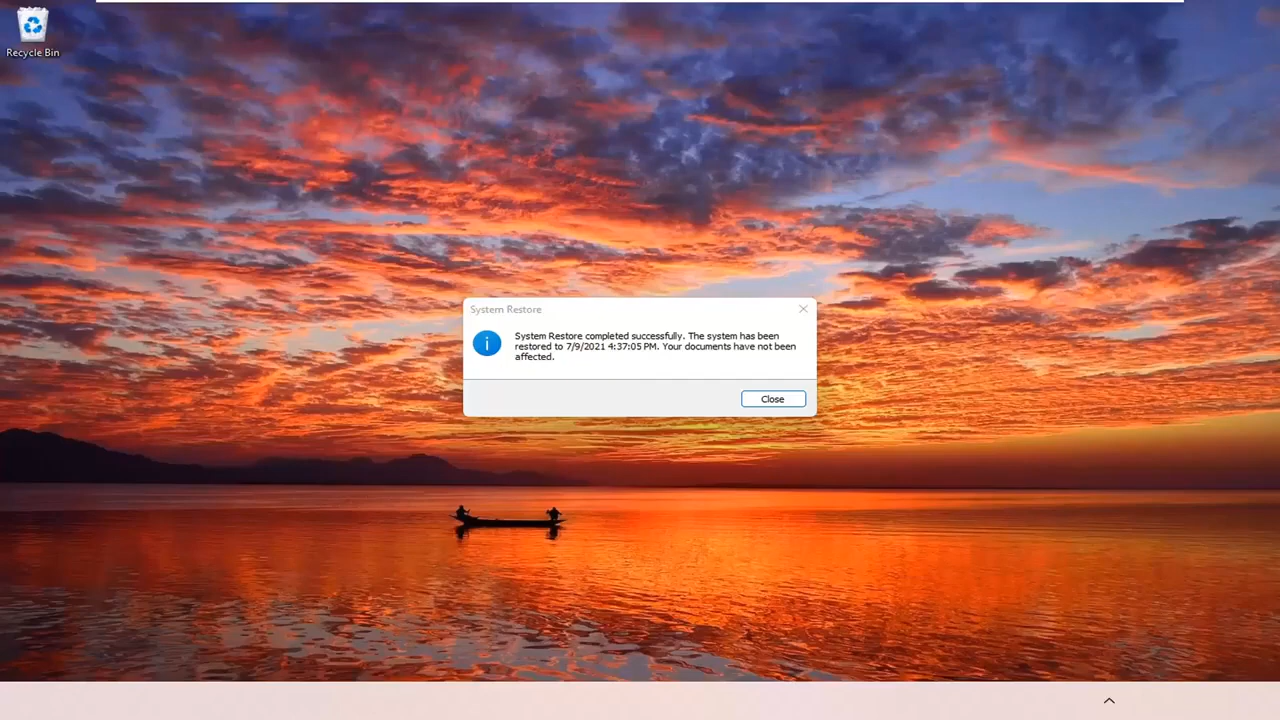 Recycle Bin
System Restore
System Restore completed successfully. The system has been
restored to 7/9/2021 4:37:05 PM. Your documents have not been
affected.
Close